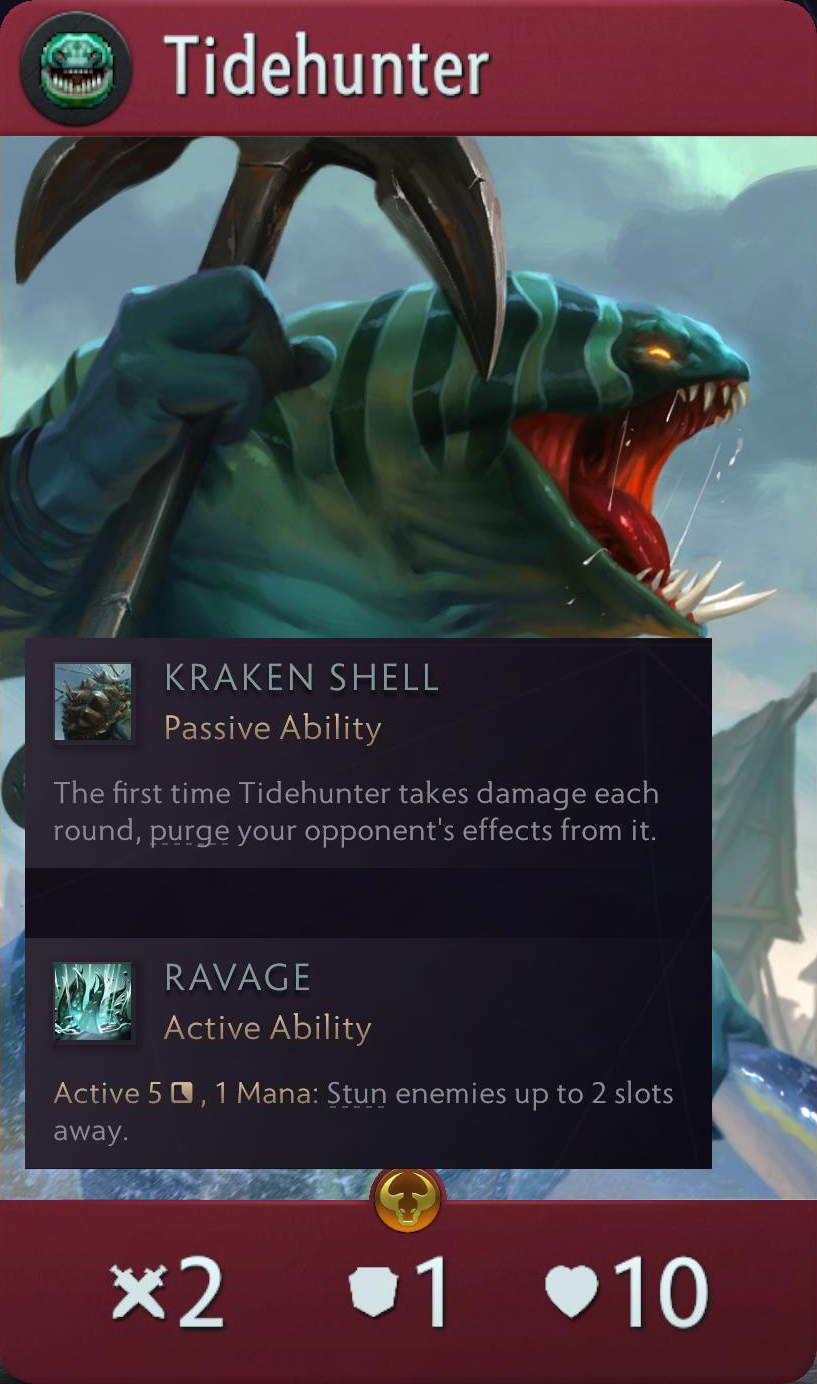 Tidehunter
KRAKEN SHELL
Passive Ability
The first time Tidehunter takes damage each
round, purge your opponent's effects from it.
RAVAGE
Active Ability
Active 5 , 1 Mana: Stun enemies up to 2 slots
away.
2 1 10